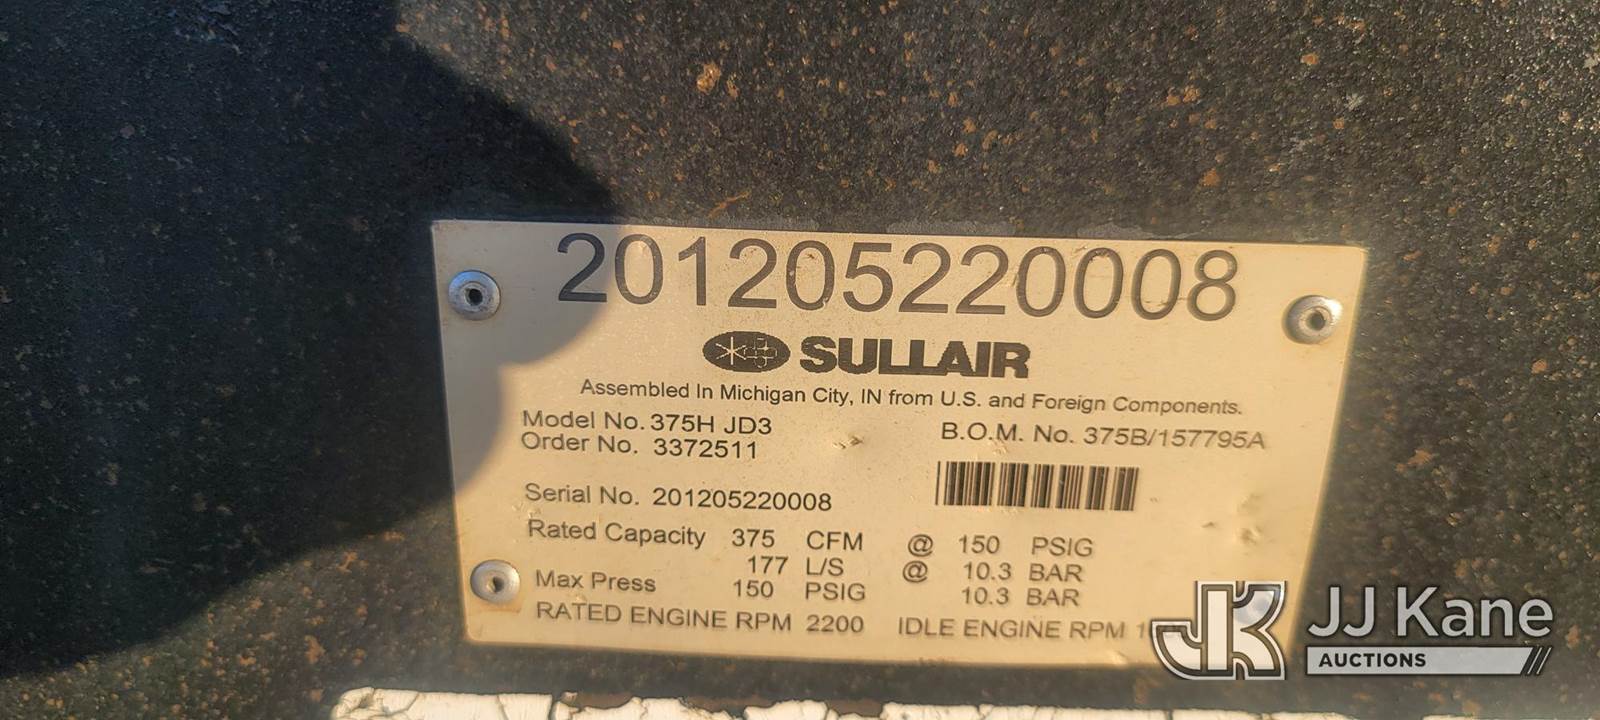 201205220008
SULLAIR
Assembled In Michigan City, IN from U.S. and Foreign Components.
Model No. 375H JD3
B.O.M. No. 375B/157795A
Order No. 3372511
Serial No. 201205220008
Rated Capacity 375 CFM @ 150 PSIG
177 L/S @ 10.3 BAR
Max Press 150 PSIG 10.3 BAR
RATED ENGINE RPM 2200 IDLE ENGINE RPM
JK JJ Kane
AUCTIONS